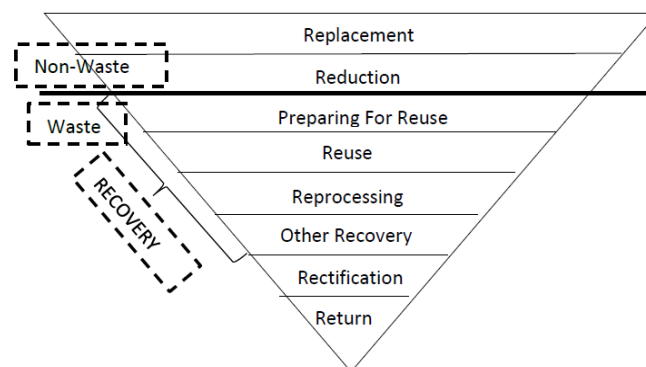 Replacement
Non-Waste
Reduction
Waste
Preparing For Reuse
Reuse
RECOVERY
Reprocessing
Other Recovery
Rectification
Return